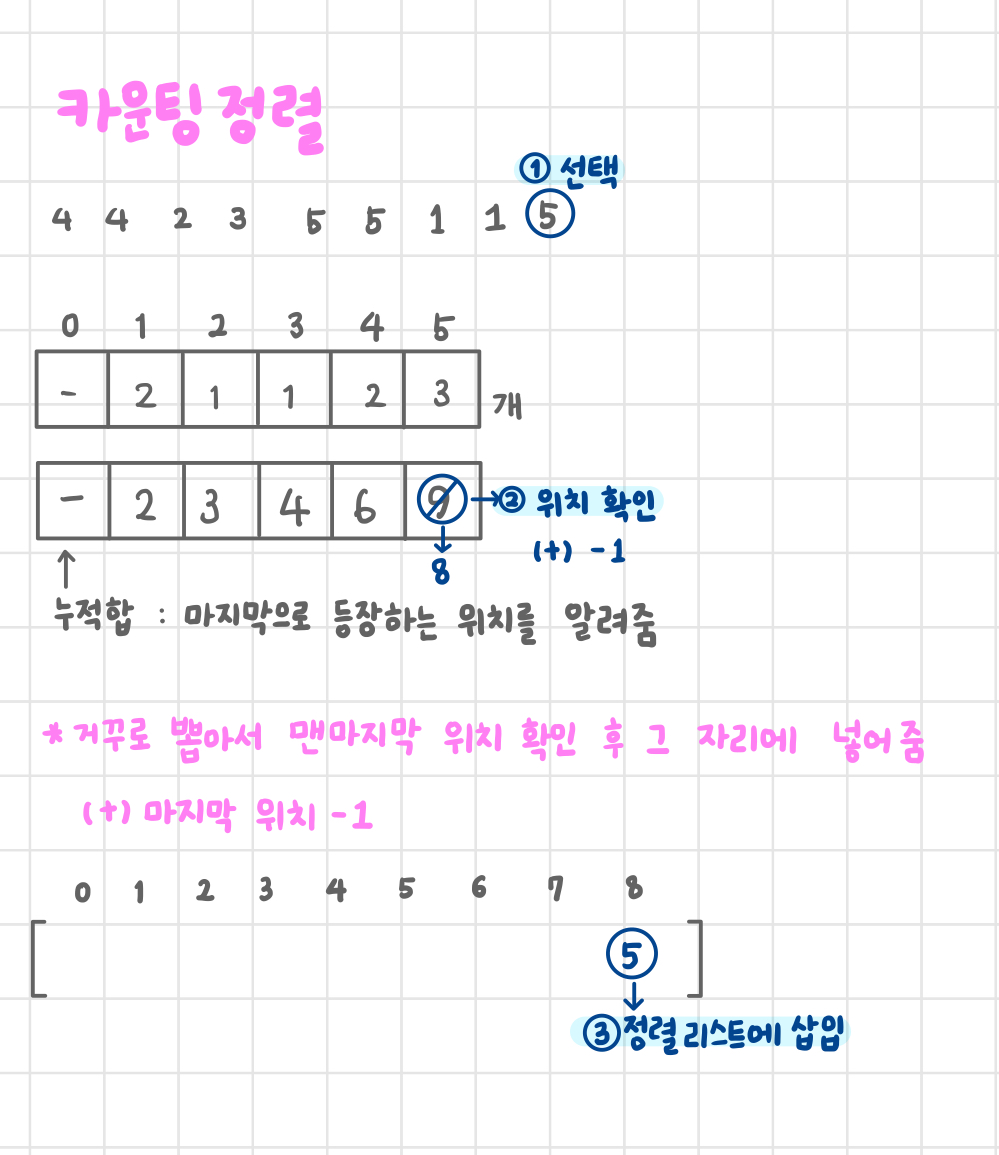 카운팅 정렬
① 선택
4 4 2 3 5 5 1 1 5
0 1 2 3 4 5
- 2 1 1 2 3 개
- 2 3 4 6 9 → ② 위치 확인
8 (+) -1
누적합 : 마지막으로 등장하는 위치를 알려줌
* 거꾸로 뽑아서 맨마지막 위치 확인 후 그 자리에 넣어줌
(+) 마지막 위치 -1
0 1 2 3 4 5 6 7 8
[ 5 ]
③ 정렬 리스트에 삽입